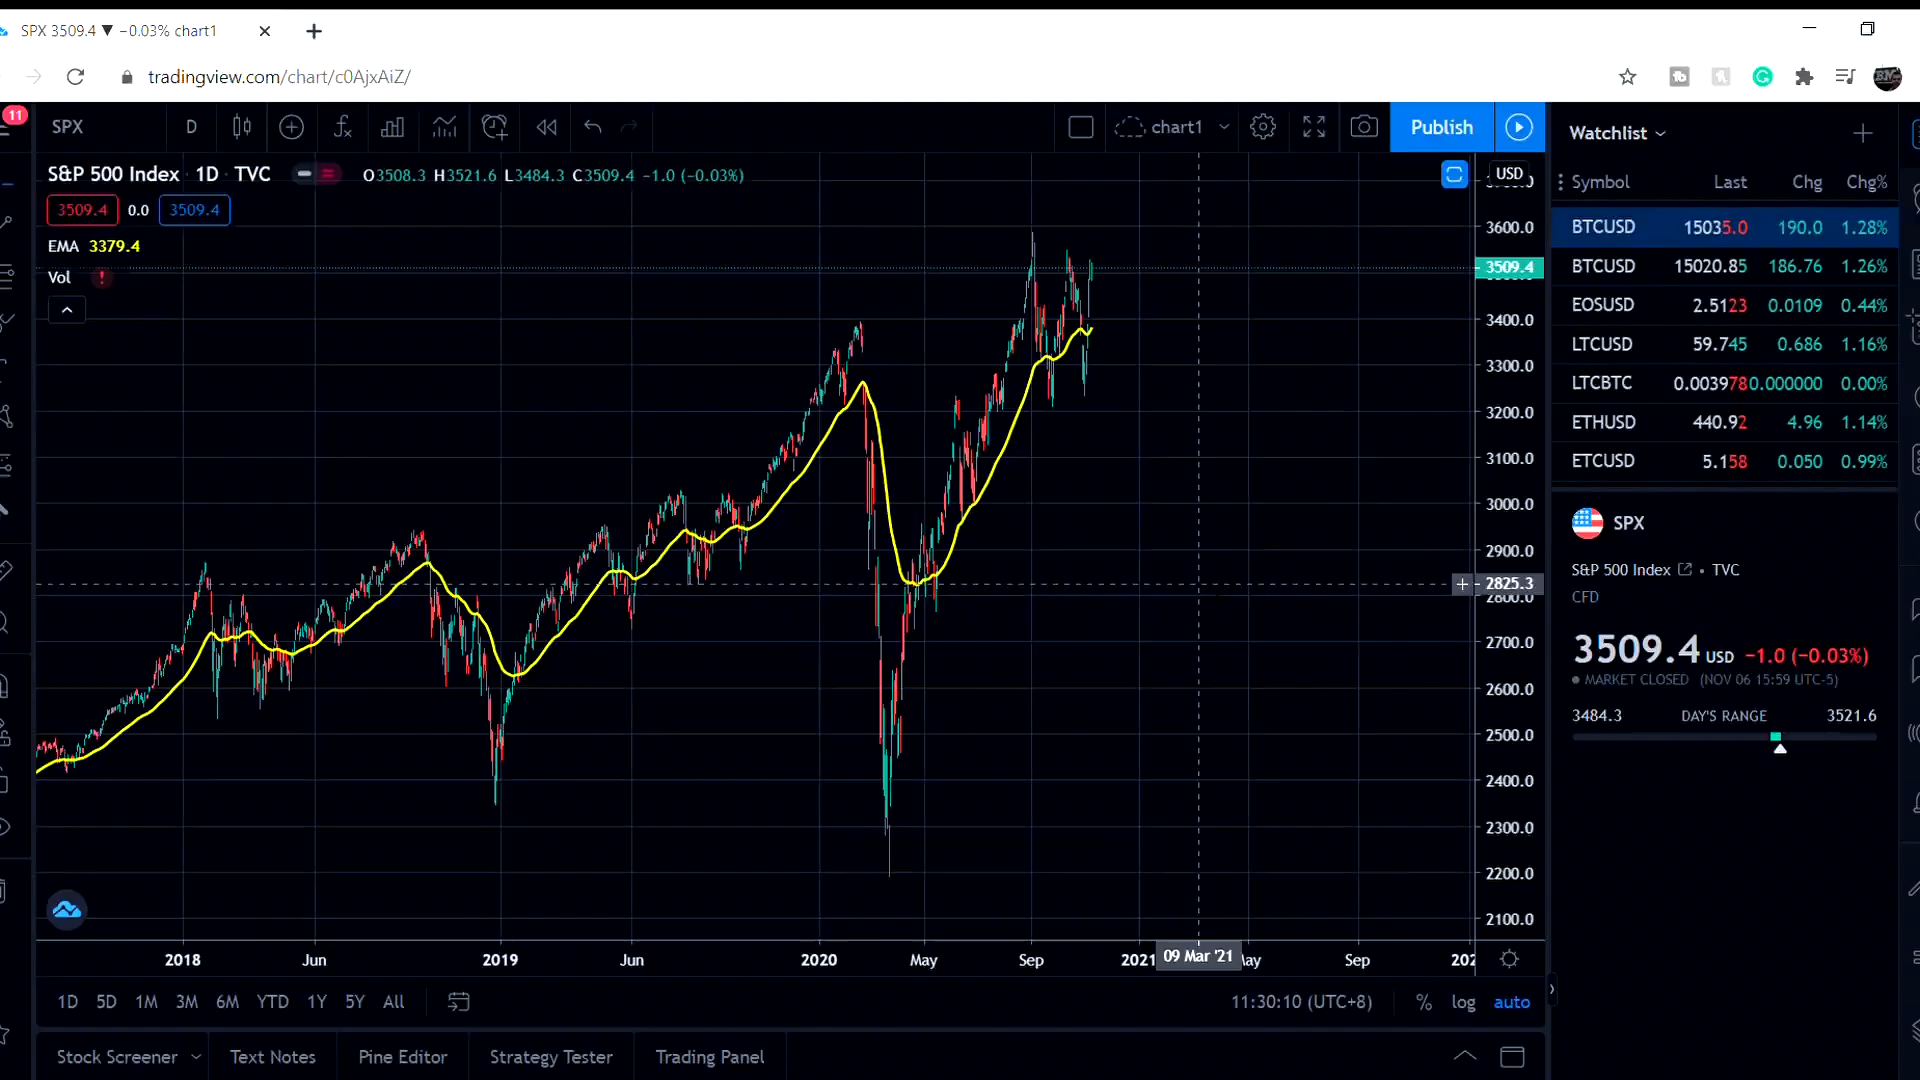 SPX 3509.4 ▼ −0.03% chart1
tradingview.com/chart/c0AjxAiZ/
11
SPX D chart1 Publish
S&P 500 Index 1D TVC O3508.3 H3521.6 L3484.3 C3509.4 −1.0 (−0.03%)
3509.4 0.0 3509.4
EMA 3379.4
Vol !
USD
3600.0
3509.4
3400.0
3300.0
3200.0
3100.0
3000.0
2900.0
2825.3
2800.0
2700.0
2600.0
2500.0
2400.0
2300.0
2200.0
2100.0
2018 Jun 2019 Jun 2020 May Sep 2021 09 Mar '21 Sep
1D 5D 1M 3M 6M YTD 1Y 5Y All 11:30:10 (UTC+8) % log auto
Stock Screener Text Notes Pine Editor Strategy Tester Trading Panel
Watchlist
Symbol Last Chg Chg%
BTCUSD 15035.0 190.0 1.28%
BTCUSD 15020.85 186.76 1.26%
EOSUSD 2.5123 0.0109 0.44%
LTCUSD 59.745 0.686 1.16%
LTCBTC 0.003978 0.000000 0.00%
ETHUSD 440.92 4.96 1.14%
ETCUSD 5.158 0.050 0.99%
SPX
S&P 500 Index • TVC
CFD
3509.4 USD −1.0 (−0.03%)
MARKET CLOSED (NOV 06 15:59 UTC-5)
3484.3 DAY'S RANGE 3521.6